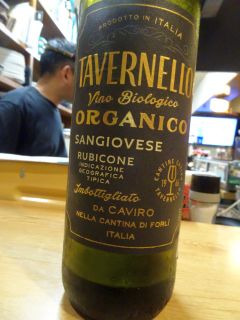 PRODOTTO IN ITALIA
TAVERNELLO
Vino Biologico
ORGANICO
SANGIOVESE
RUBICONE
INDICAZIONE
GEOGRAFICA
TIPICA
Imbottigliato
DA CAVIRO
NELLA CANTINA DI FORLÌ
ITALIA